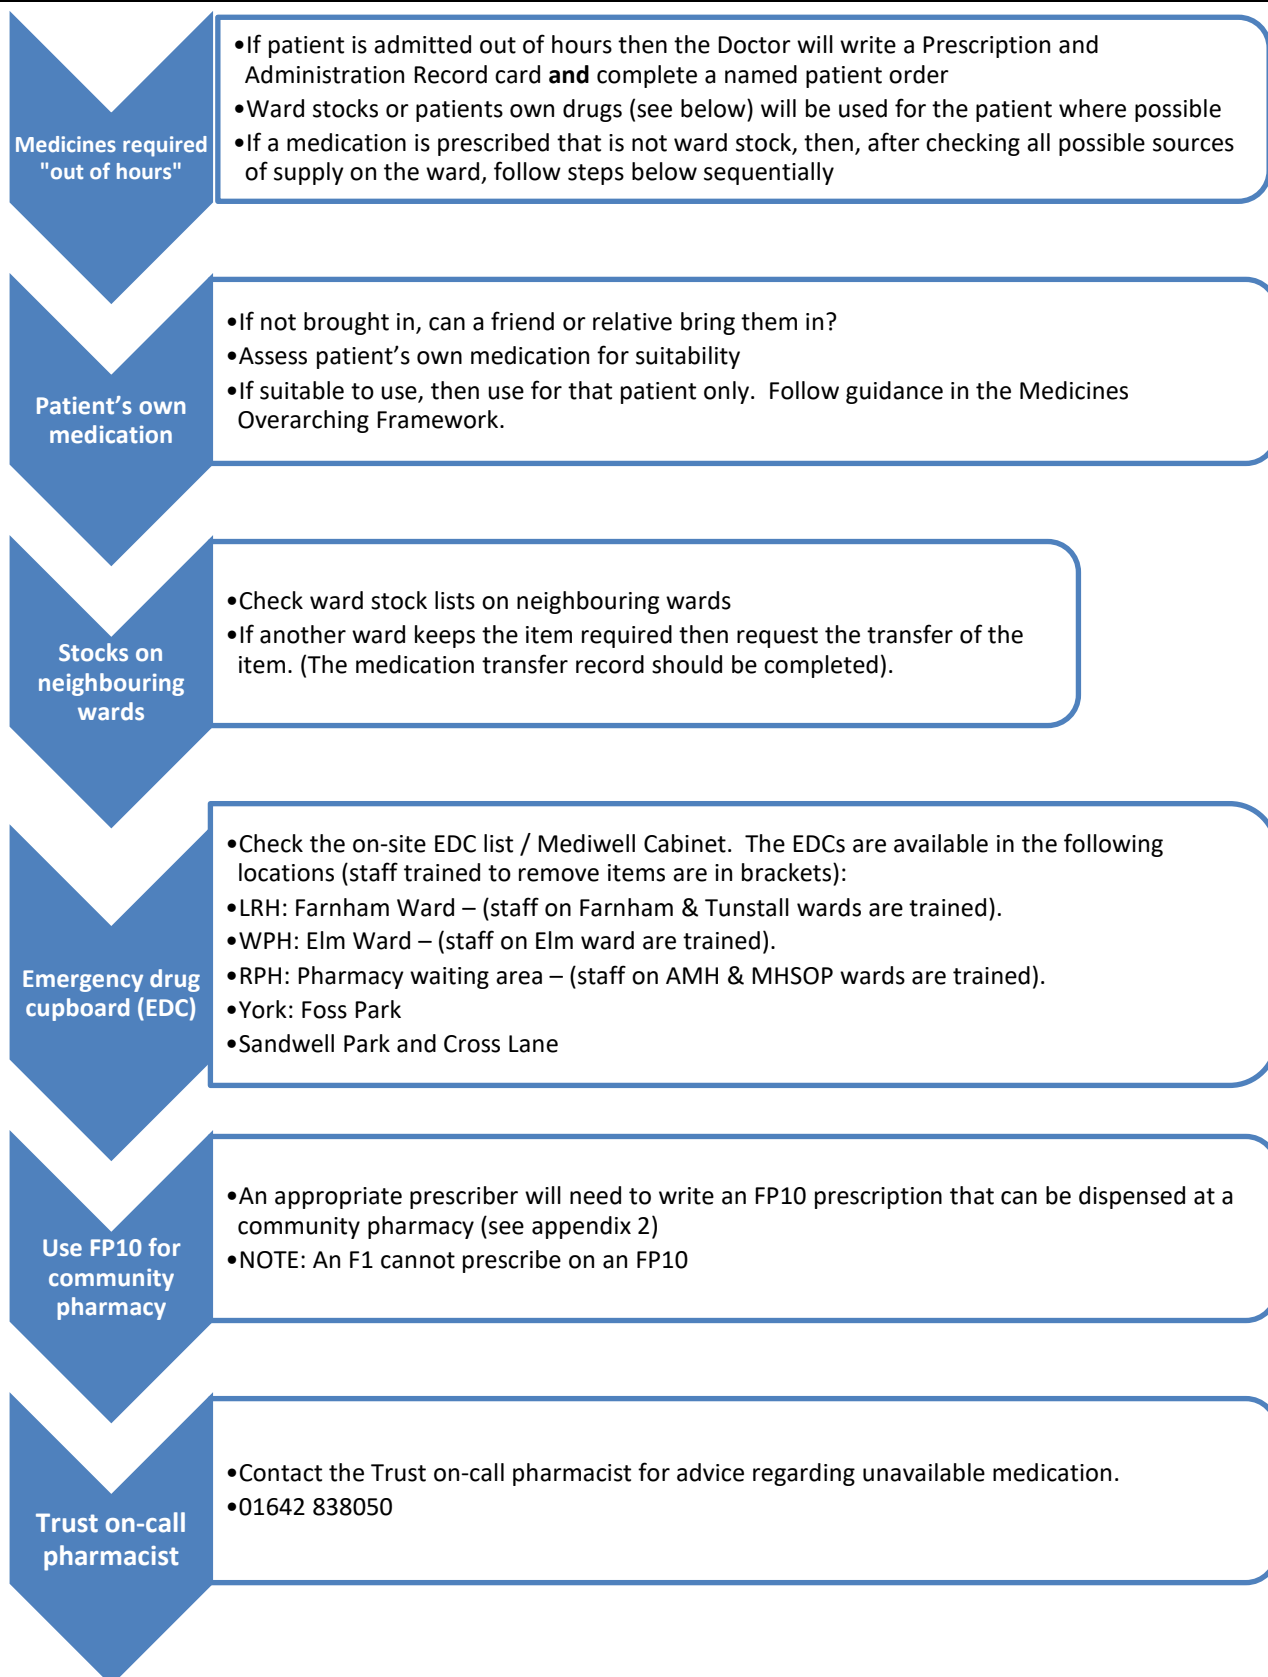 Medicines required
"out of hours"
•If patient is admitted out of hours then the Doctor will write a Prescription and
Administration Record card and complete a named patient order
•Ward stocks or patients own drugs (see below) will be used for the patient where possible
•If a medication is prescribed that is not ward stock, then, after checking all possible sources
of supply on the ward, follow steps below sequentially
Patient’s own
medication
•If not brought in, can a friend or relative bring them in?
•Assess patient’s own medication for suitability
•If suitable to use, then use for that patient only.  Follow guidance in the Medicines
Overarching Framework.
Stocks on
neighbouring
wards
•Check ward stock lists on neighbouring wards
•If another ward keeps the item required then request the transfer of the
item. (The medication transfer record should be completed).
Emergency drug
cupboard (EDC)
•Check the on-site EDC list / Mediwell Cabinet.  The EDCs are available in the following
locations (staff trained to remove items are in brackets):
•LRH: Farnham Ward – (staff on Farnham & Tunstall wards are trained).
•WPH: Elm Ward – (staff on Elm ward are trained).
•RPH: Pharmacy waiting area – (staff on AMH & MHSOP wards are trained).
•York: Foss Park
•Sandwell Park and Cross Lane
Use FP10 for
community
pharmacy
•An appropriate prescriber will need to write an FP10 prescription that can be dispensed at a
community pharmacy (see appendix 2)
•NOTE: An F1 cannot prescribe on an FP10
Trust on-call
pharmacist
•Contact the Trust on-call pharmacist for advice regarding unavailable medication.
•01642 838050